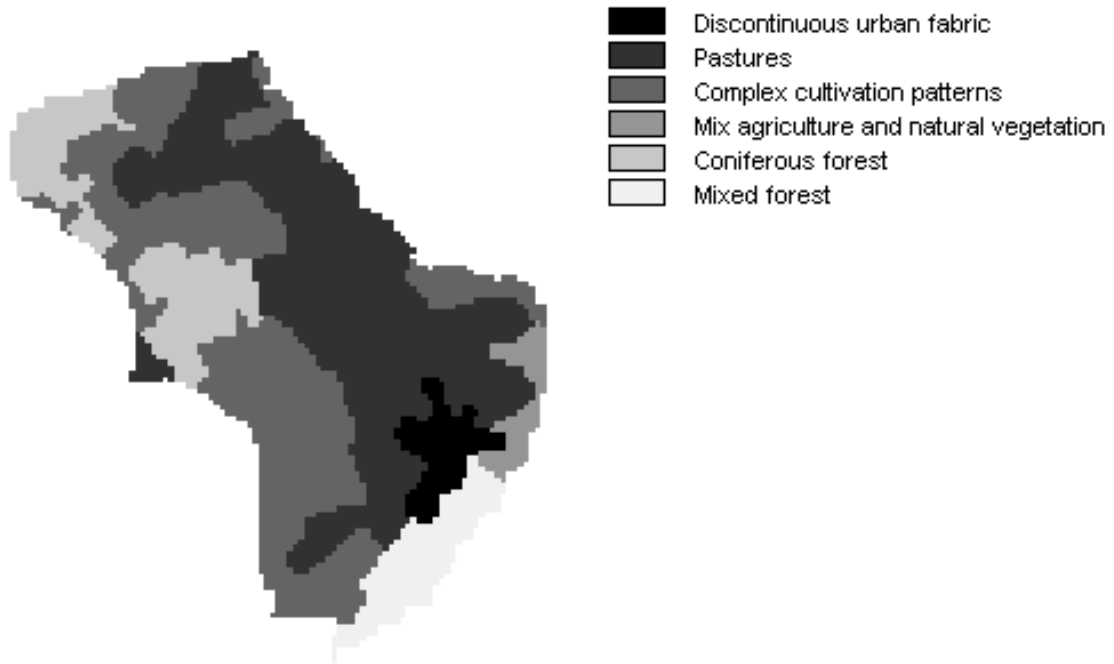 Discontinuous urban fabric
Pastures
Complex cultivation patterns
Mix agriculture and natural vegetation
Coniferous forest
Mixed forest